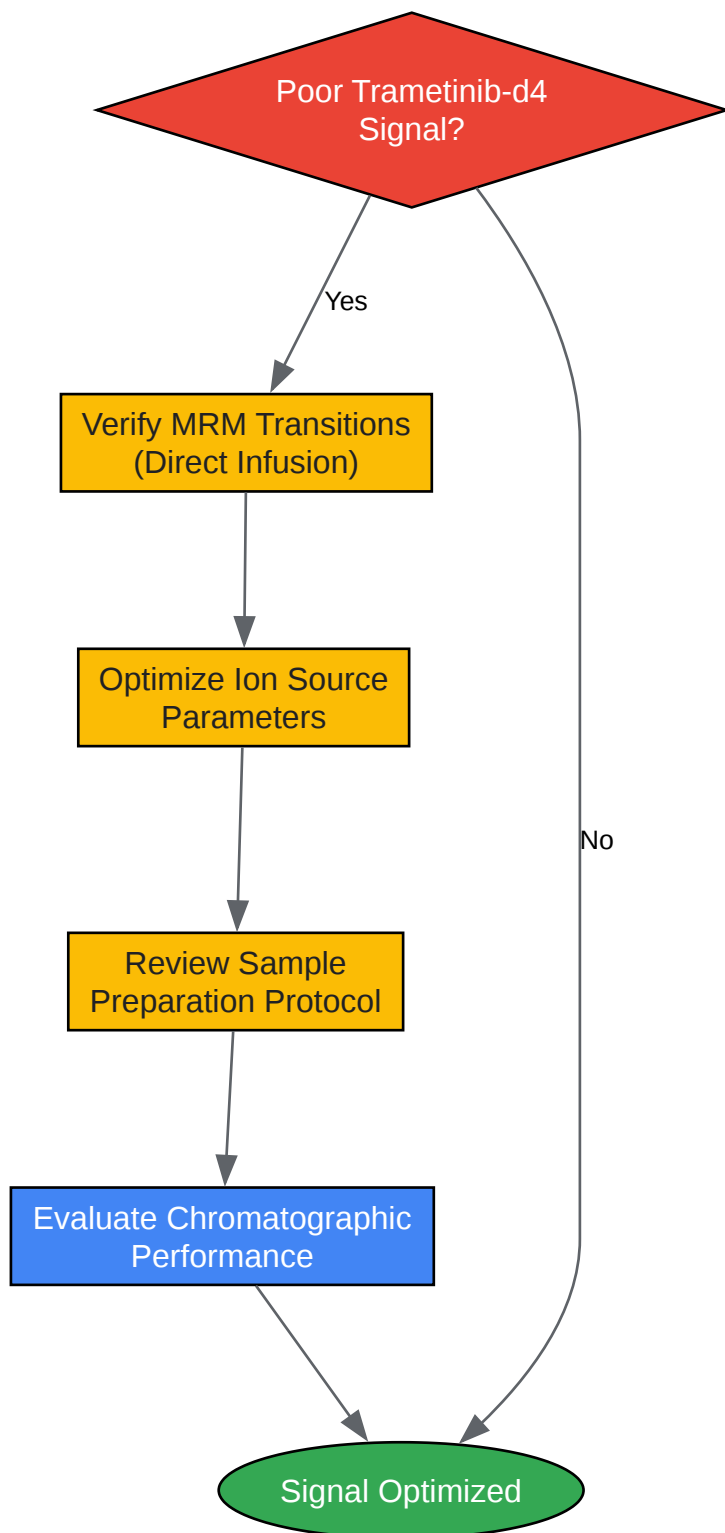 Poor Trametinib-d4
Signal?
Yes
Verify MRM Transitions
(Direct Infusion)
Optimize Ion Source
Parameters
No
Review Sample
Preparation Protocol
Evaluate Chromatographic
Performance
Signal Optimized